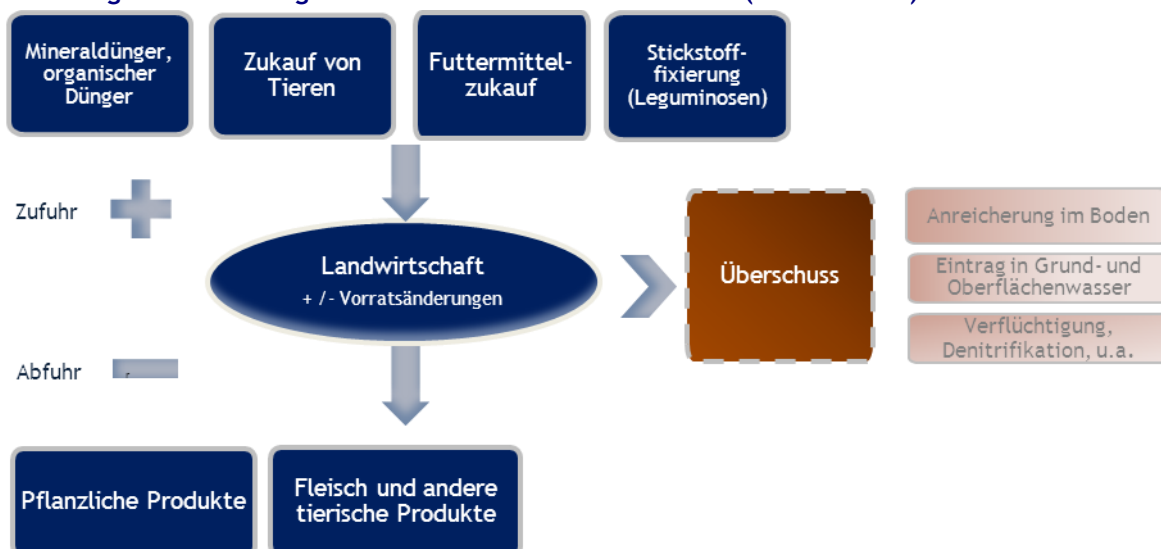 Mineraldünger,
organischer
Dünger
Zukauf von
Tieren
Futtermittel-
zukauf
Stickstoff-
fixierung
(Leguminosen)
Zufuhr
Landwirtschaft
+ /- Vorratsänderungen
Überschuss
Anreicherung im Boden
Eintrag in Grund- und
Oberflächenwasser
Verflüchtigung,
Denitrifikation, u.a.
Abfuhr
Pflanzliche Produkte
Fleisch und andere
tierische Produkte